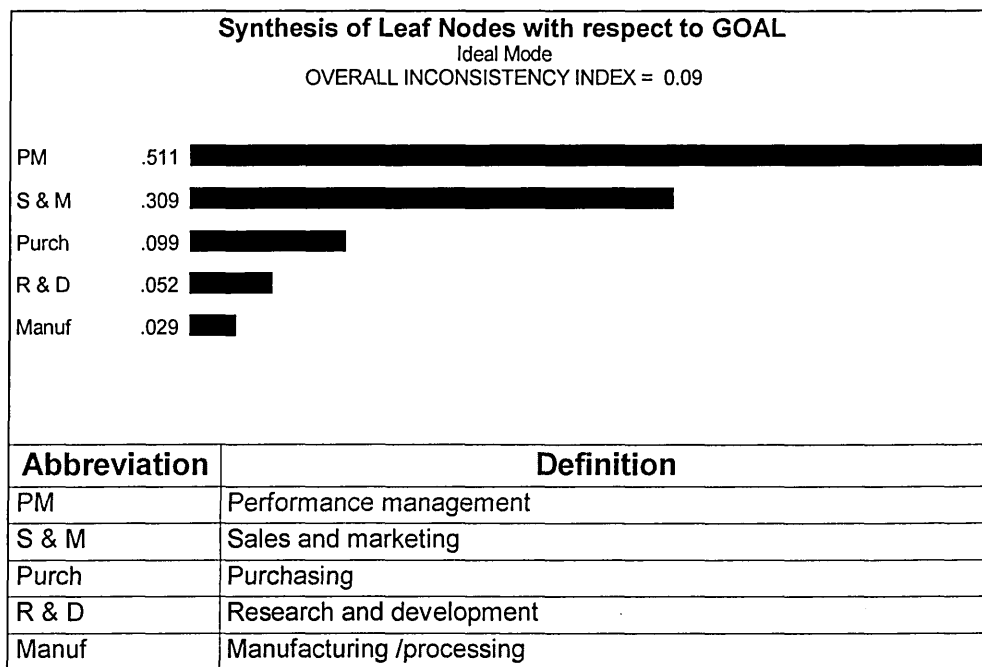 Synthesis of Leaf Nodes with respect to GOAL
Ideal Mode
OVERALL INCONSISTENCY INDEX = 0.09
PM .511
S & M .309
Purch .099
R & D .052
Manuf .029
Abbreviation Definition
PM Performance management
S & M Sales and marketing
Purch Purchasing
R & D Research and development
Manuf Manufacturing /processing